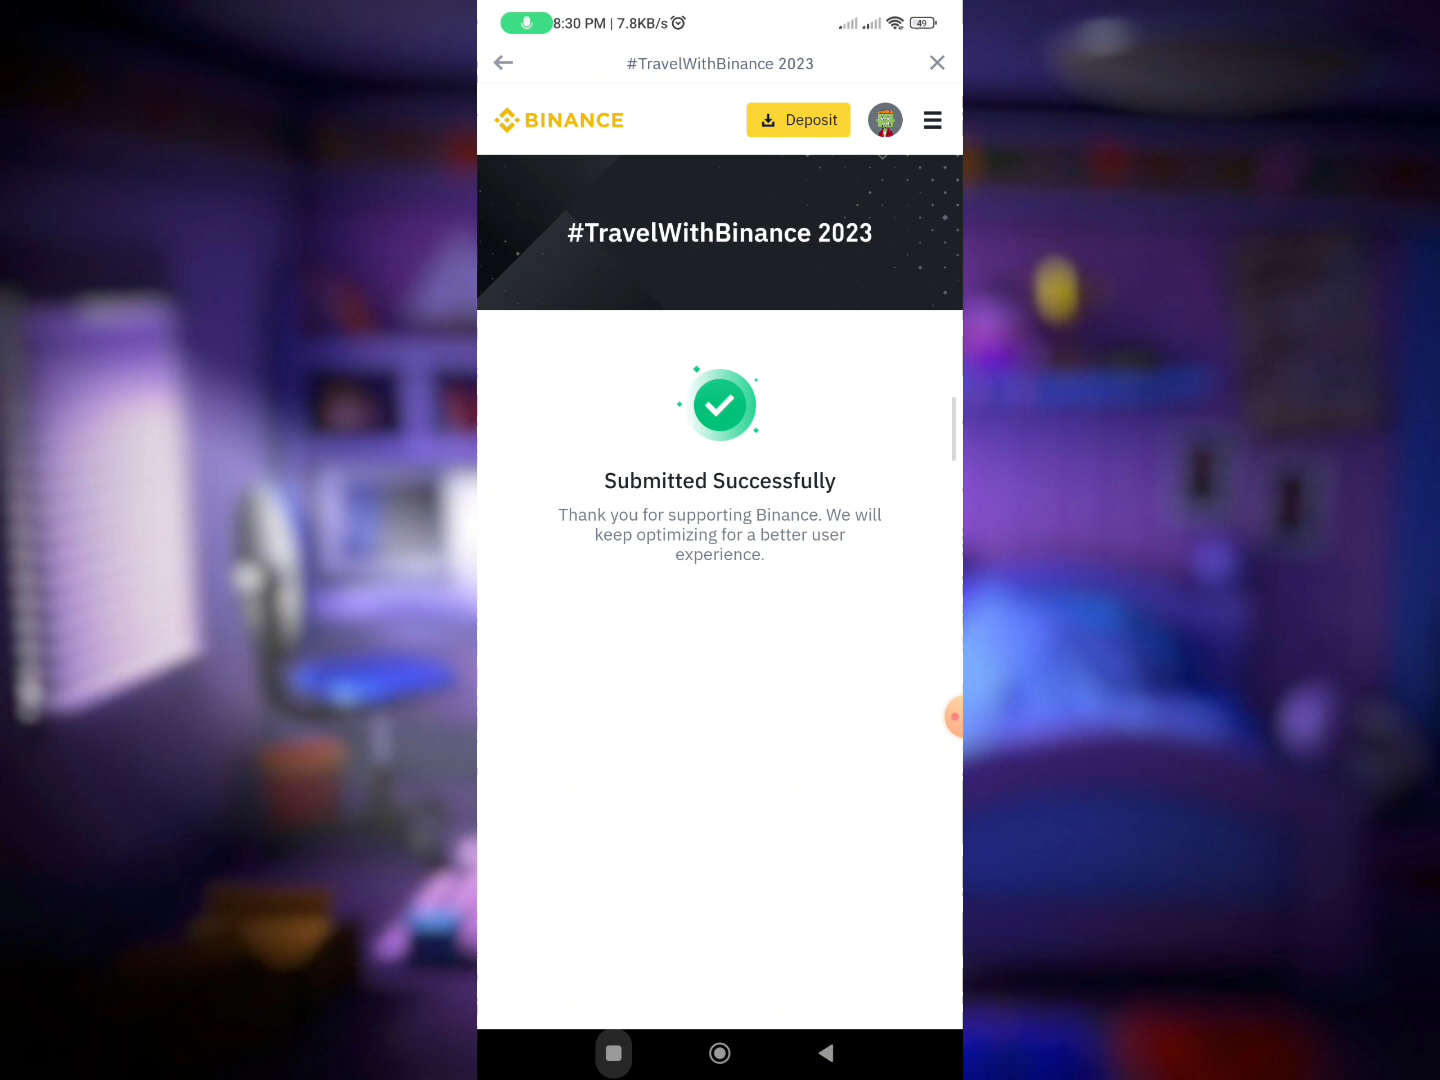 8:30 PM | 7.8KB/s 49
#TravelWithBinance 2023
BINANCE Deposit
#TravelWithBinance 2023
Submitted Successfully
Thank you for supporting Binance. We will
keep optimizing for a better user
experience.